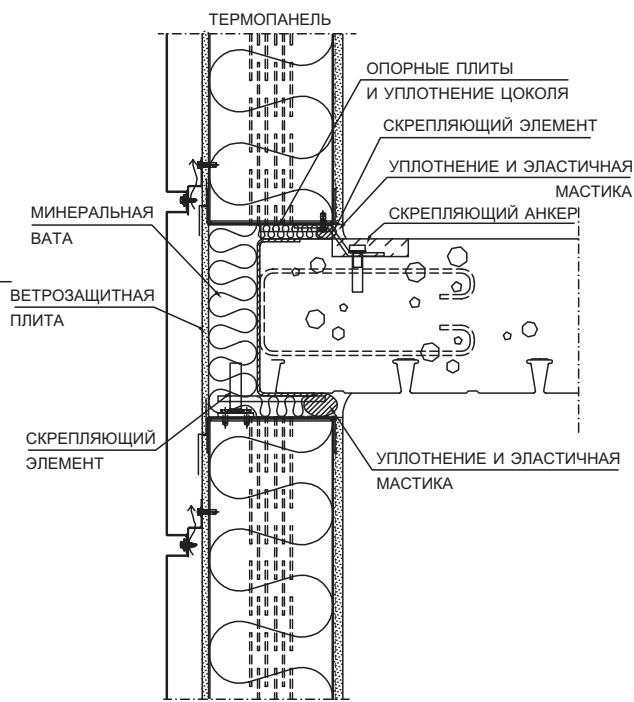 ТЕРМОПАНЕЛЬ
ОПОРНЫЕ ПЛИТЫ
И УПЛОТНЕНИЕ ЦОКОЛЯ
СКРЕПЛЯЮЩИЙ ЭЛЕМЕНТ
УПЛОТНЕНИЕ И ЭЛАСТИЧНАЯ
МАСТИКА
СКРЕПЛЯЮЩИЙ АНКЕР
МИНЕРАЛЬНАЯ
ВАТА
ВЕТРОЗАЩИТНАЯ
ПЛИТА
СКРЕПЛЯЮЩИЙ
ЭЛЕМЕНТ
УПЛОТНЕНИЕ И ЭЛАСТИЧНАЯ
МАСТИКА